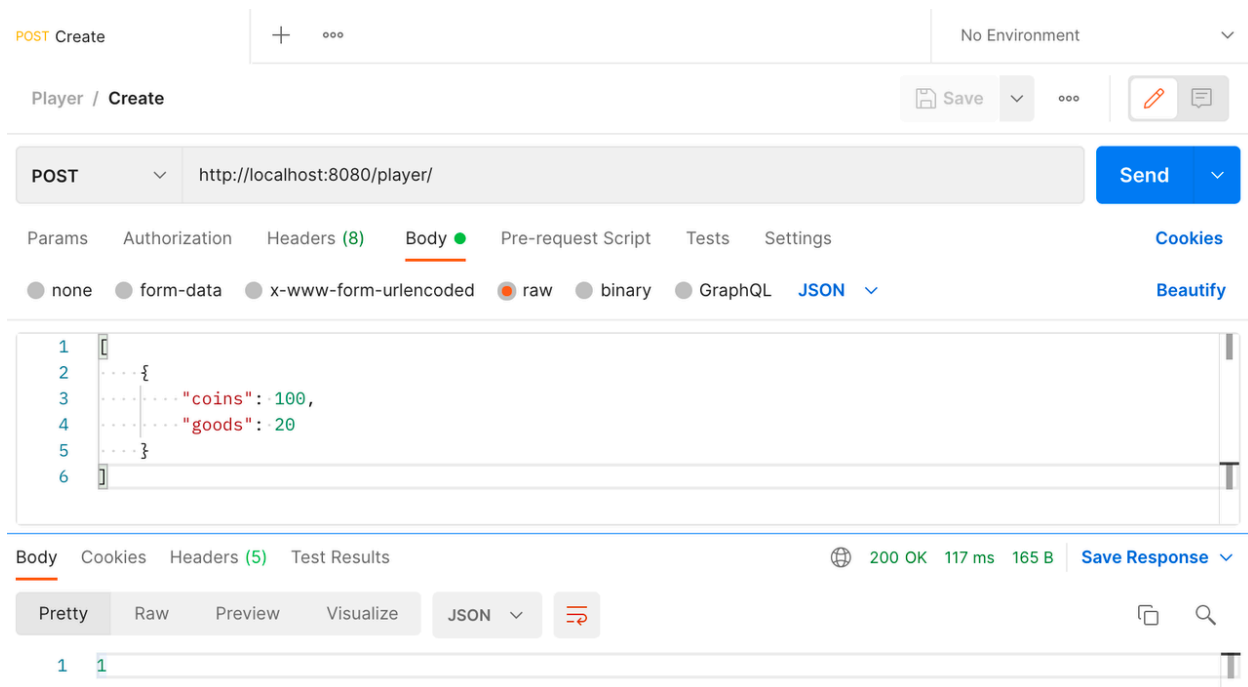 POST Create
No Environment
Player / Create
Save
POST http://localhost:8080/player/ Send
Params Authorization Headers (8) Body Pre-request Script Tests Settings Cookies
none form-data x-www-form-urlencoded raw binary GraphQL JSON Beautify
1 [
2 {
3 "coins": 100,
4 "goods": 20
5 }
6 ]
Body Cookies Headers (5) Test Results 200 OK 117 ms 165 B Save Response
Pretty Raw Preview Visualize JSON
1 1